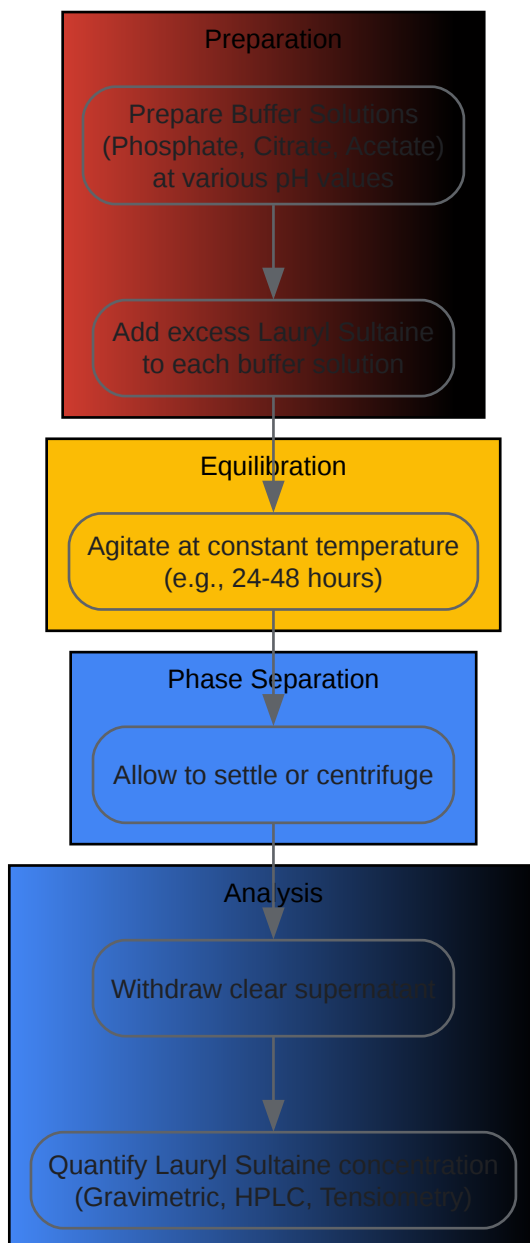 Preparation
Prepare Buffer Solutions
(Phosphate, Citrate, Acetate)
at various pH values
Add excess Lauryl Sultaine
to each buffer solution
Equilibration
Agitate at constant temperature
(e.g., 24-48 hours)
Phase Separation
Allow to settle or centrifuge
Analysis
Withdraw clear supernatant
Quantify Lauryl Sultaine concentration
(Gravimetric, HPLC, Tensiometry)